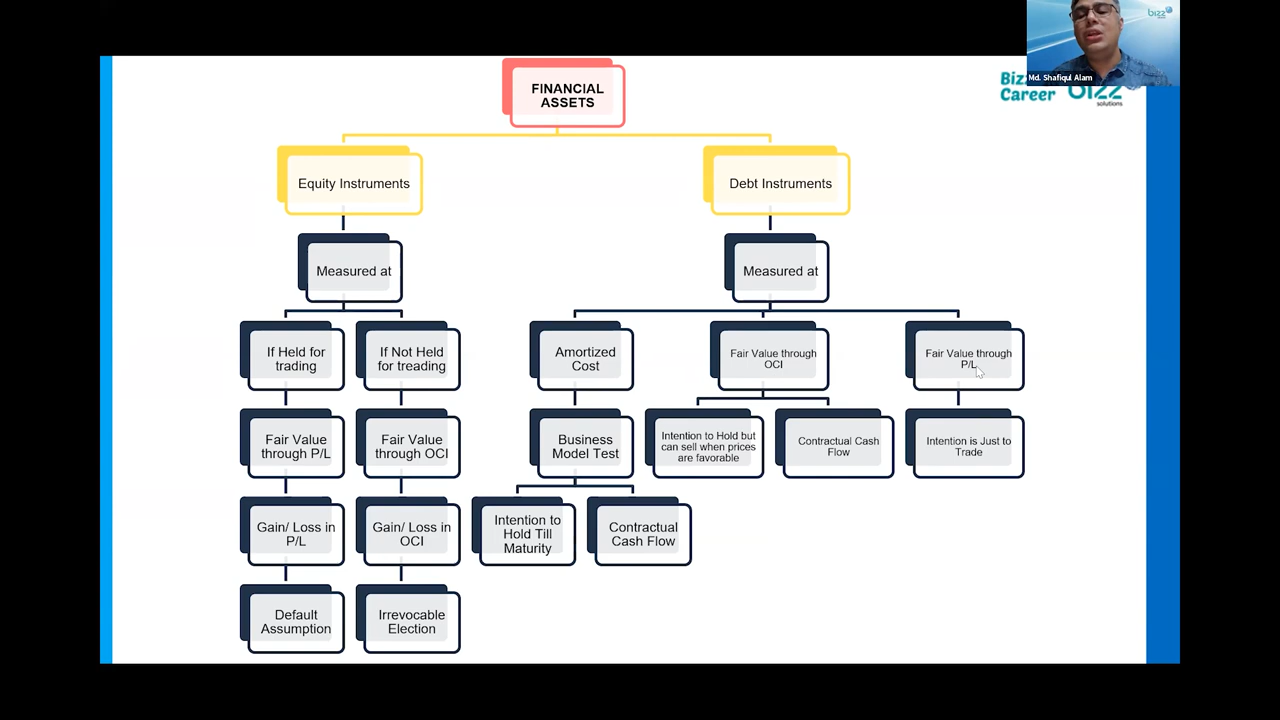 bizz
Md. Shafiqul Alam
Career
bizz
solutions
FINANCIAL
ASSETS
Equity Instruments
Debt Instruments
Measured at
Measured at
If Held for
trading
If Not Held
for treading
Amortized
Cost
Fair Value through
OCI
Fair Value through
P/L
Fair Value
through P/L
Fair Value
through OCI
Business
Model Test
Intention to Hold but
can sell when prices
are favorable
Contractual Cash
Flow
Intention is Just to
Trade
Gain/ Loss in
P/L
Gain/ Loss in
OCI
Intention to
Hold Till
Maturity
Contractual
Cash Flow
Default
Assumption
Irrevocable
Election